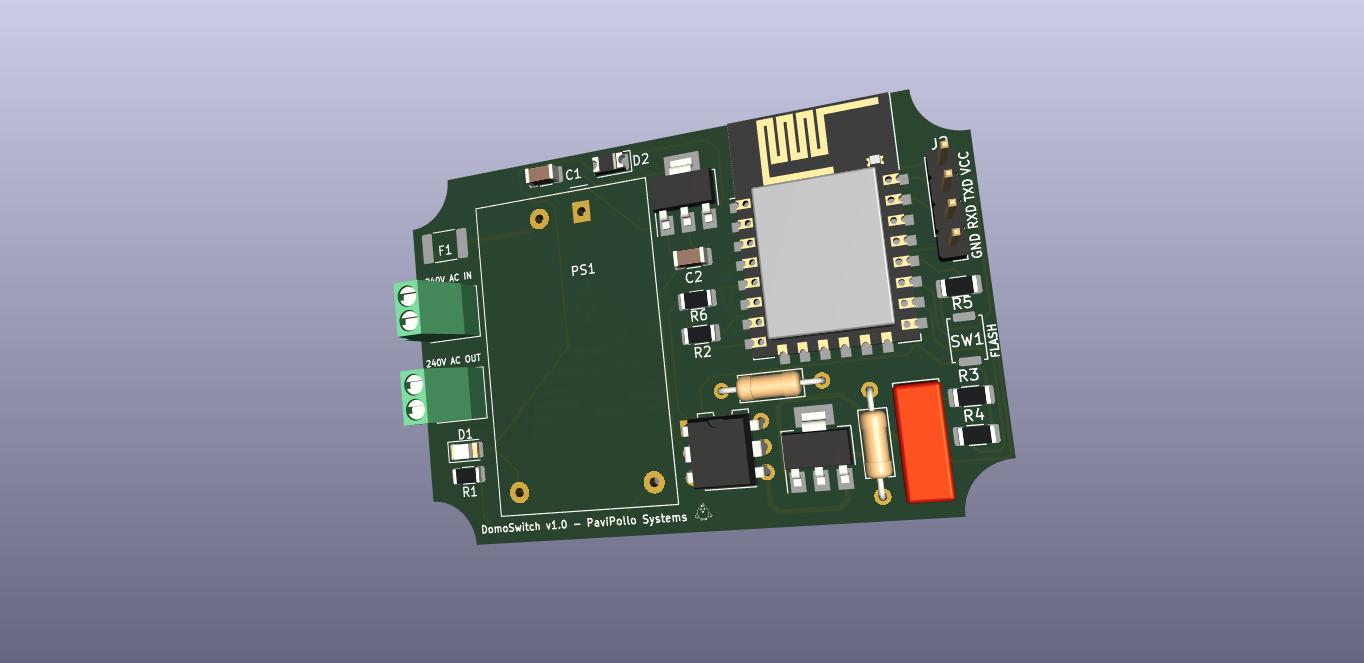 C1
D2
F1
240V AC IN
PS1
C2
R6
R2
GND RXD TXD VCC
R5
SW1
FLASH
R3
R4
240V AC OUT
D1
R1
DomoSwitch v1.0 – PaviPollo Systems